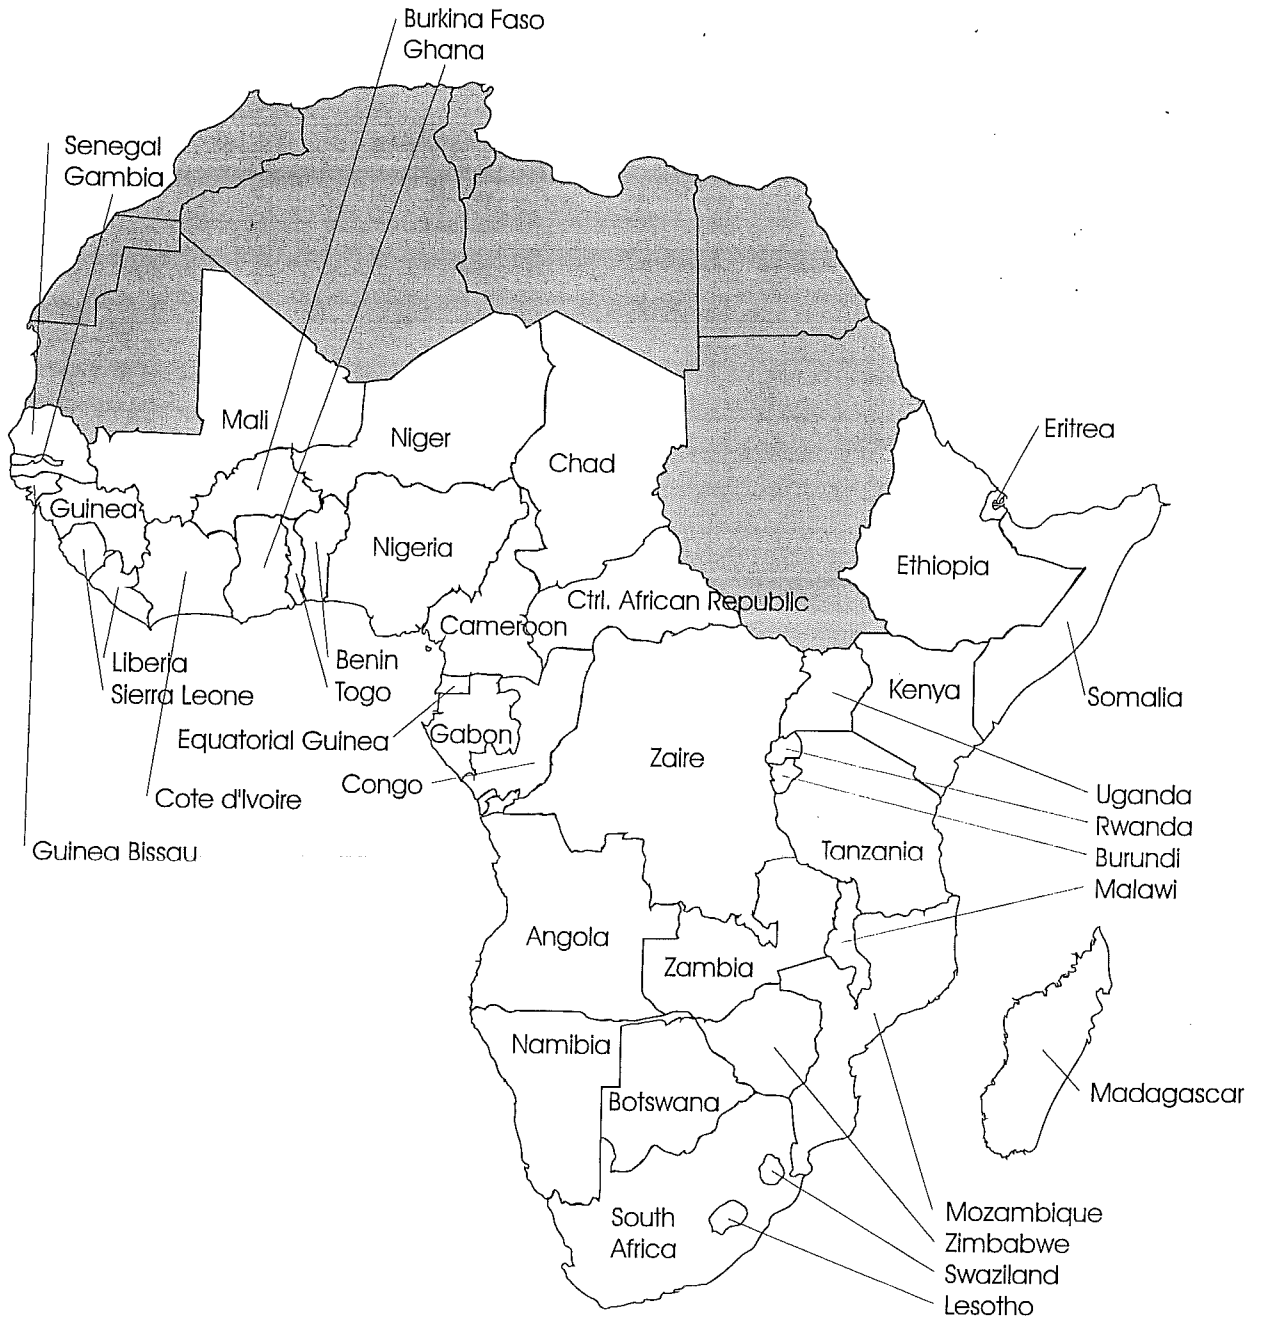 Burkina Faso
Ghana
Senegal
Gambia
Mali
Niger
Chad
Eritrea
Guinea
Nigeria
Ethiopia
Ctrl. African Republic
Cameroon
Liberia
Sierra Leone
Benin
Togo
Kenya
Somalia
Equatorial Guinea
Gabon
Zaire
Congo
Cote d'Ivoire
Uganda
Rwanda
Burundi
Malawi
Guinea Bissau
Tanzania
Angola
Zambia
Namibia
Botswana
Madagascar
South
Africa
Mozambique
Zimbabwe
Swaziland
Lesotho